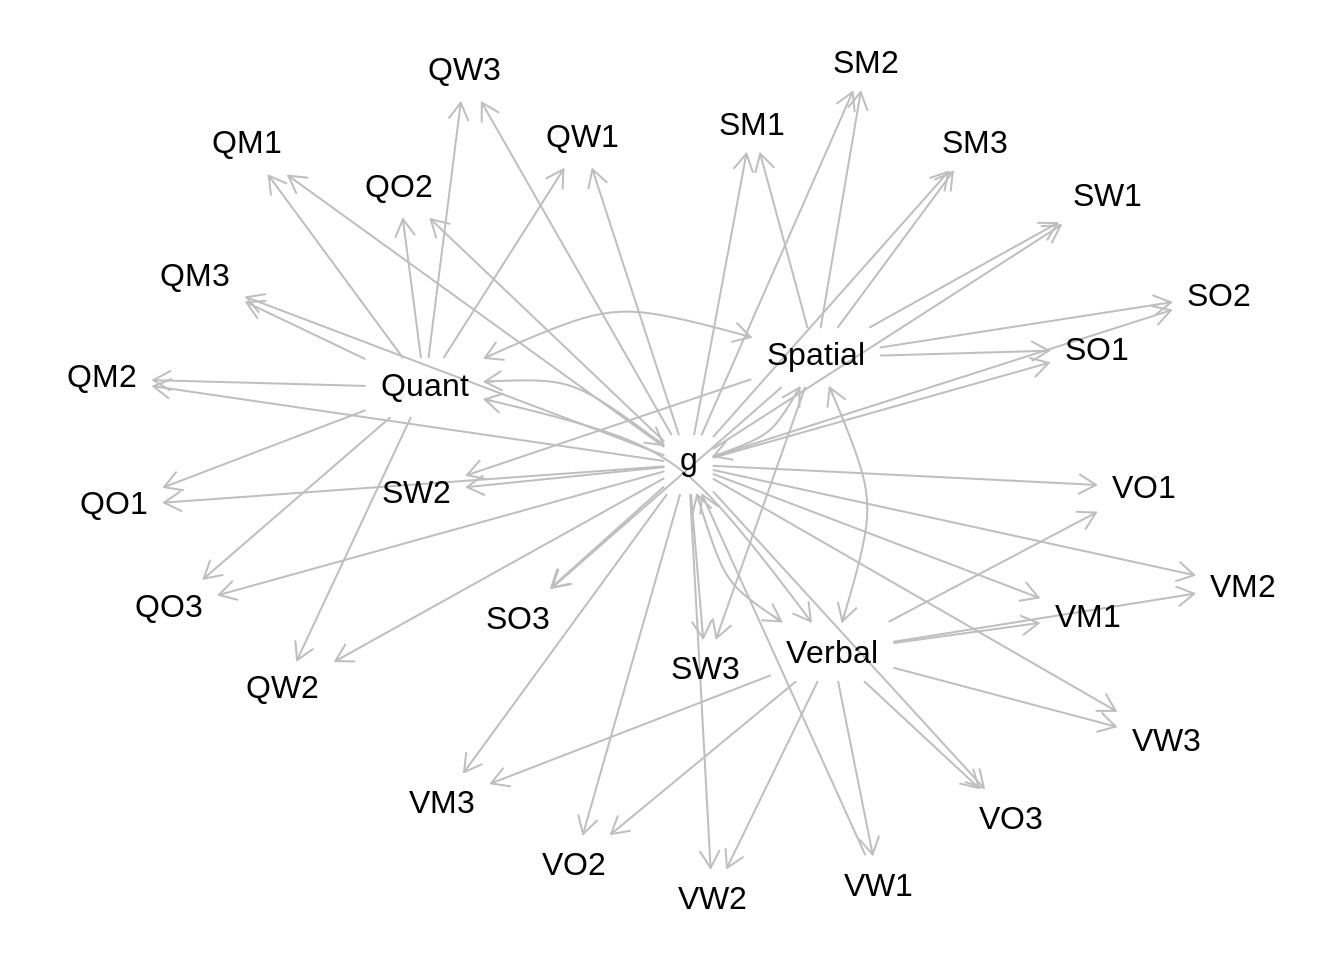 SM2
QW3
SM1
QW1
QM1
SM3
QO2
SW1
QM3
SO2
SO1
Spatial
QM2
Quant
g
VO1
SW2
QO1
VM2
QO3
VM1
SO3
Verbal
SW3
QW2
VW3
VM3
VO3
VO2
VW1
VW2